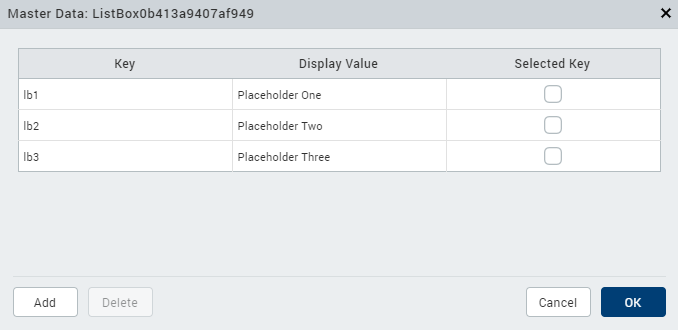 Master Data: ListBox0b413a9407af949
Key Display Value Selected Key
lb1 Placeholder One
lb2 Placeholder Two
lb3 Placeholder Three
Add Delete Cancel OK